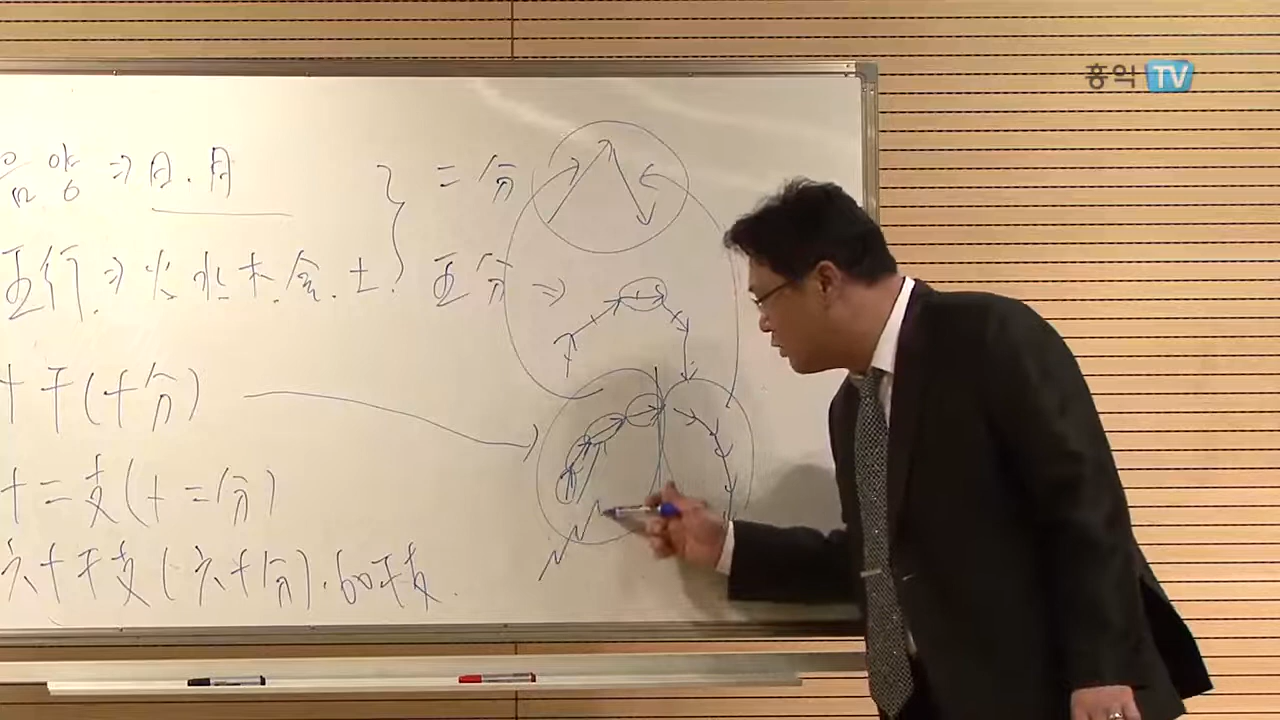 홍익 TV
음양 ⇒ 日.月 } 二分
五行 ⇒ 火水木金土 } 五分 ⇒
十干(十分)
十二支(十二分)
六十干支(六十分).60干支.